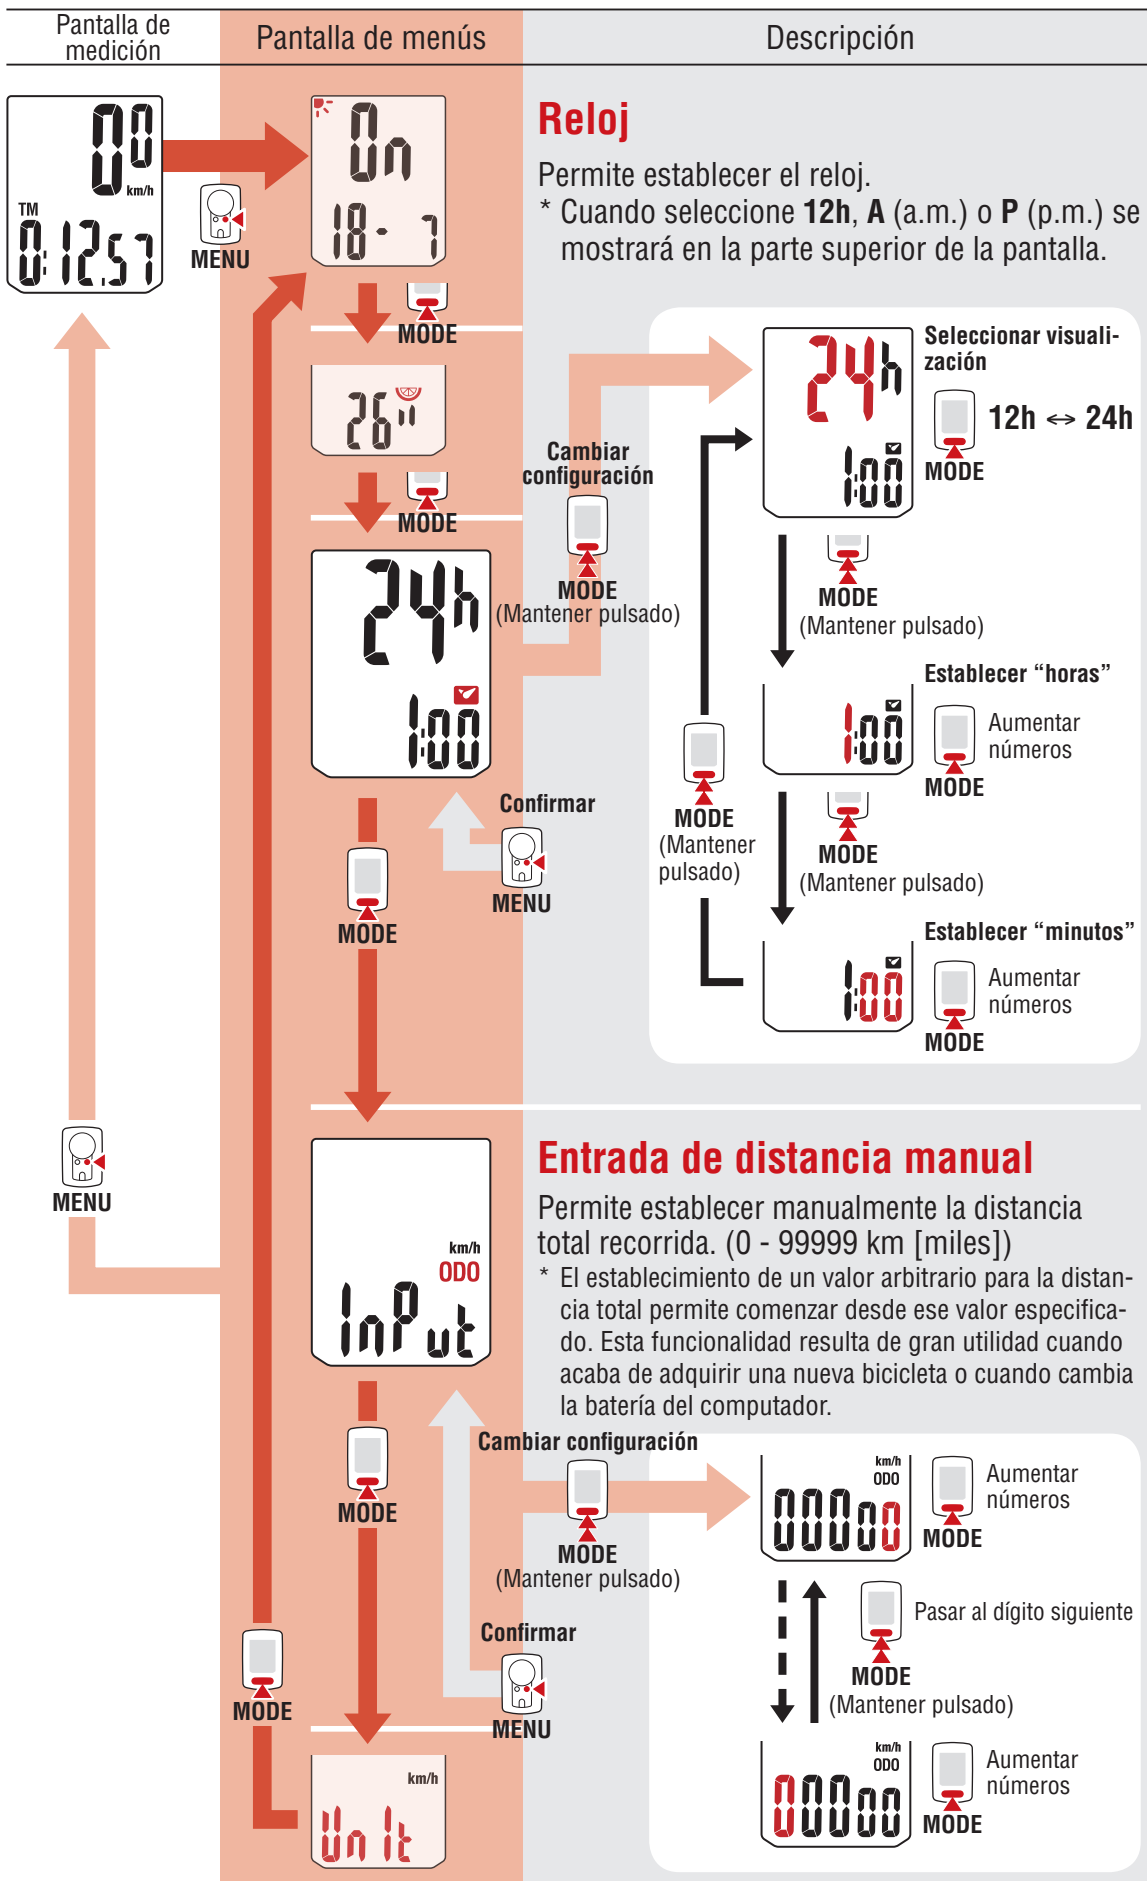 Pantalla de
medición
Pantalla de menús
Descripción
00
km/h
TM
0:12.57
MENU
On
18- 7
MODE
26"
MODE
24h
1:00
Reloj
Permite establecer el reloj.
* Cuando seleccione 12h, A (a.m.) o P (p.m.) se
mostrará en la parte superior de la pantalla.
Cambiar
configuración
MODE
(Mantener pulsado)
24h
1:00
Seleccionar visuali-
zación
12h ↔ 24h
MODE
MODE
(Mantener pulsado)
1:00
Establecer “horas”
Aumentar
números
MODE
MODE
(Mantener pulsado)
MODE
(Mantener
pulsado)
1:00
Establecer “minutos”
Aumentar
números
MODE
Confirmar
MENU
MODE
MENU
km/h
ODO
InPut
Entrada de distancia manual
Permite establecer manualmente la distancia
total recorrida. (0 - 99999 km [miles])
* El establecimiento de un valor arbitrario para la distan-
cia total permite comenzar desde ese valor especifica-
do. Esta funcionalidad resulta de gran utilidad cuando
acaba de adquirir una nueva bicicleta o cuando cambia
la batería del computador.
MODE
Cambiar configuración
MODE
(Mantener pulsado)
km/h
ODO
00000
Aumentar
números
MODE
Pasar al dígito siguiente
MODE
(Mantener pulsado)
km/h
ODO
00000
Aumentar
números
MODE
Confirmar
MENU
MODE
km/h
UnIt